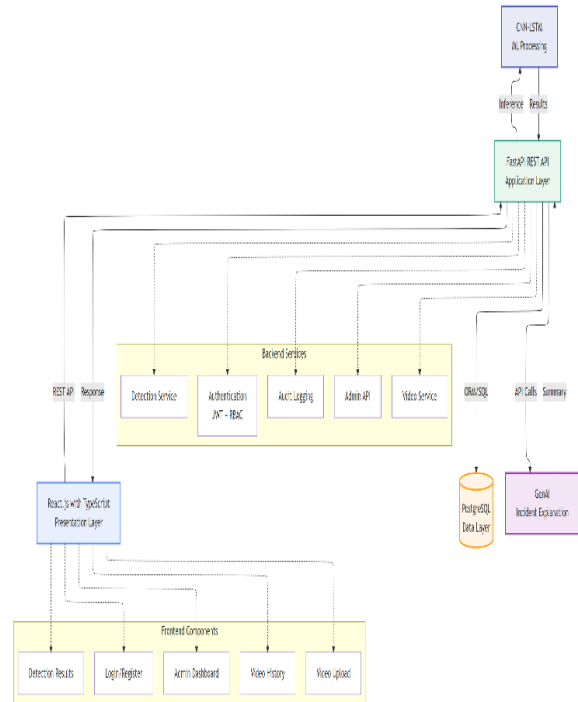 CNN-LSTM
ML Processing
Inference
Results
FastAPI REST API
Application Layer
Backend Services
Detection Service
Authentication
JWT + RBAC
Audit Logging
Admin API
Video Service
REST API
Response
ORM/SQL
API Calls
Summary
React.js with TypeScript
Presentation Layer
PostgreSQL
Data Layer
GenAI
Incident Explanation
Frontend Components
Detection Results
Login/Register
Admin Dashboard
Video History
Video Upload